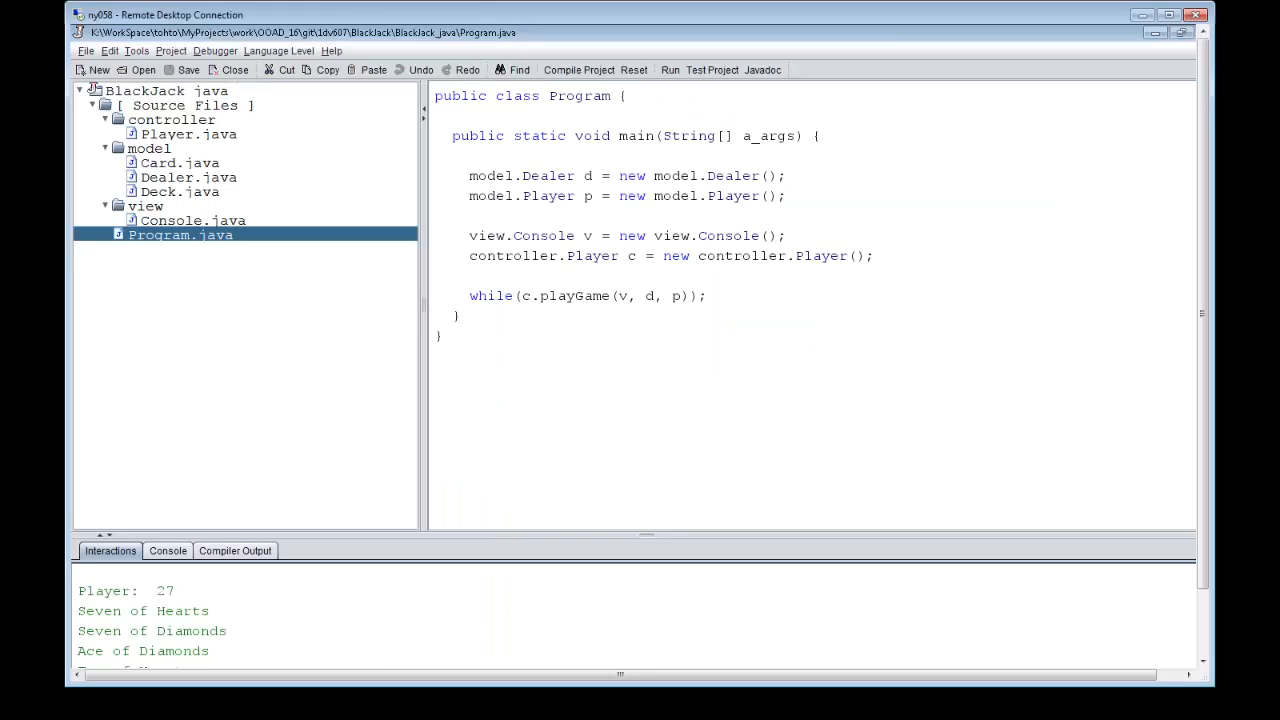 ny058 - Remote Desktop Connection
K:\WorkSpace\tohto\MyProjects\work\OOAD_16\git\1dv607\BlackJack\BlackJack_java\Program.java
File Edit Tools Project Debugger Language Level Help
New Open Save Close Cut Copy Paste Undo Redo Find Compile Project Reset Run Test Project Javadoc
BlackJack java
[ Source Files ]
controller
Player.java
model
Card.java
Dealer.java
Deck.java
view
Console.java
Program.java
public class Program {
public static void main(String[] a_args) {
model.Dealer d = new model.Dealer();
model.Player p = new model.Player();
view.Console v = new view.Console();
controller.Player c = new controller.Player();
while(c.playGame(v, d, p));
}
}
Interactions Console Compiler Output
Player: 27
Seven of Hearts
Seven of Diamonds
Ace of Diamonds